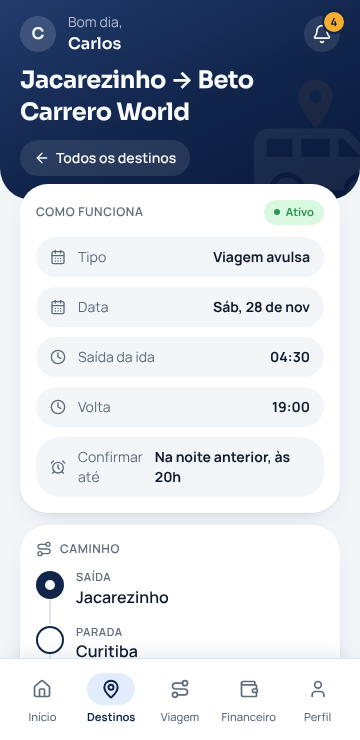 C
Bom dia,
Carlos
4
Jacarezinho → Beto
Carrero World
← Todos os destinos
COMO FUNCIONA
Ativo
Tipo
Viagem avulsa
Data
Sáb, 28 de nov
Saída da ida
04:30
Volta
19:00
Confirmar
até
Na noite anterior, às
20h
CAMINHO
SAÍDA
Jacarezinho
PARADA
Curitiba
Início
Destinos
Viagem
Financeiro
Perfil